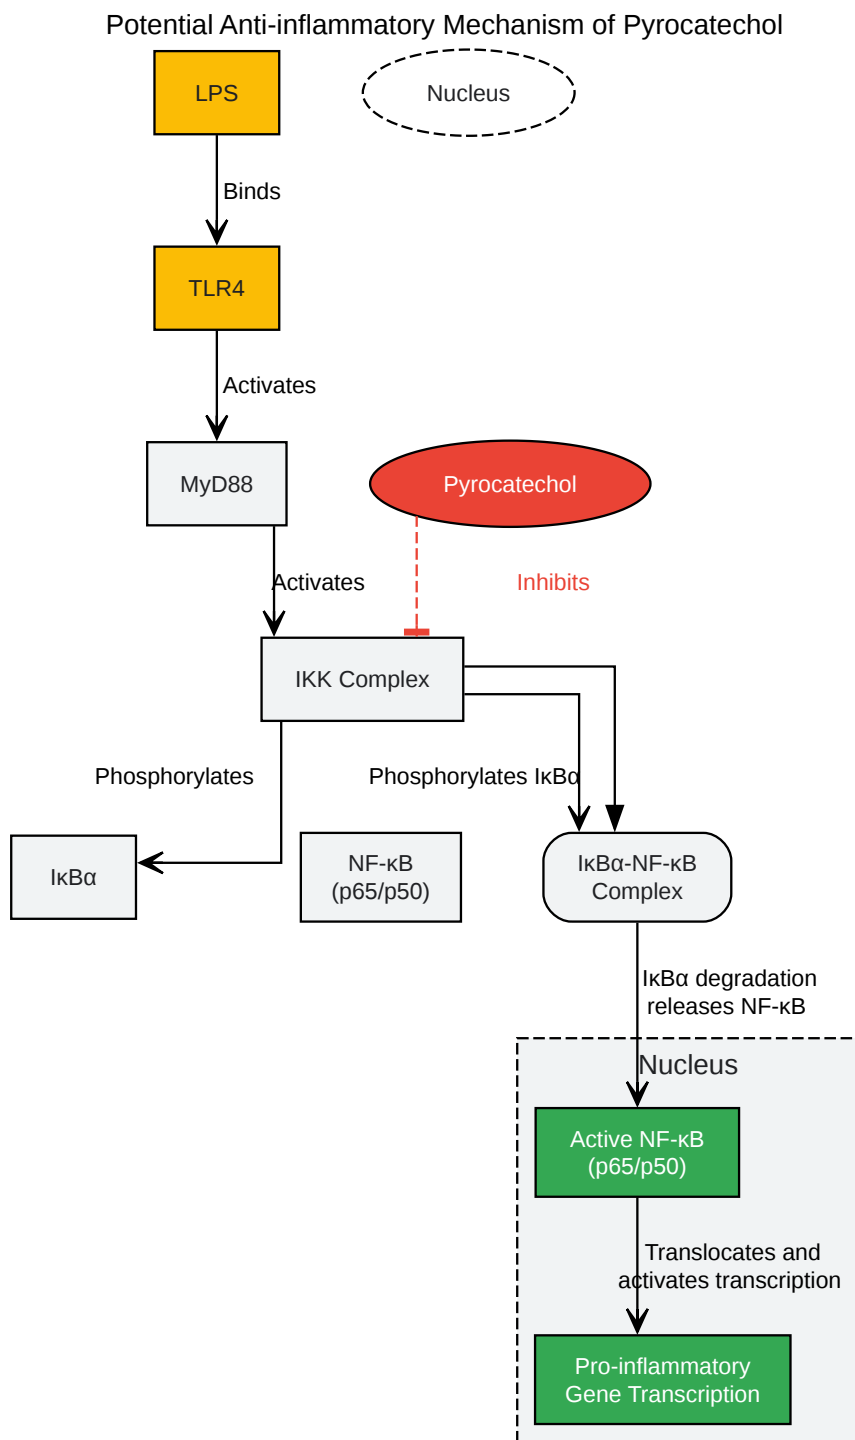 Potential Anti-inflammatory Mechanism of Pyrocatechol
LPS
Nucleus
Binds
TLR4
Activates
MyD88
Pyrocatechol
Activates
Inhibits
IKK Complex
Phosphorylates
Phosphorylates IκBα
IκBα
NF-κB
(p65/p50)
IκBα-NF-κB
Complex
IκBα degradation
releases NF-κB
Nucleus
Active NF-κB
(p65/p50)
Translocates and
activates transcription
Pro-inflammatory
Gene Transcription